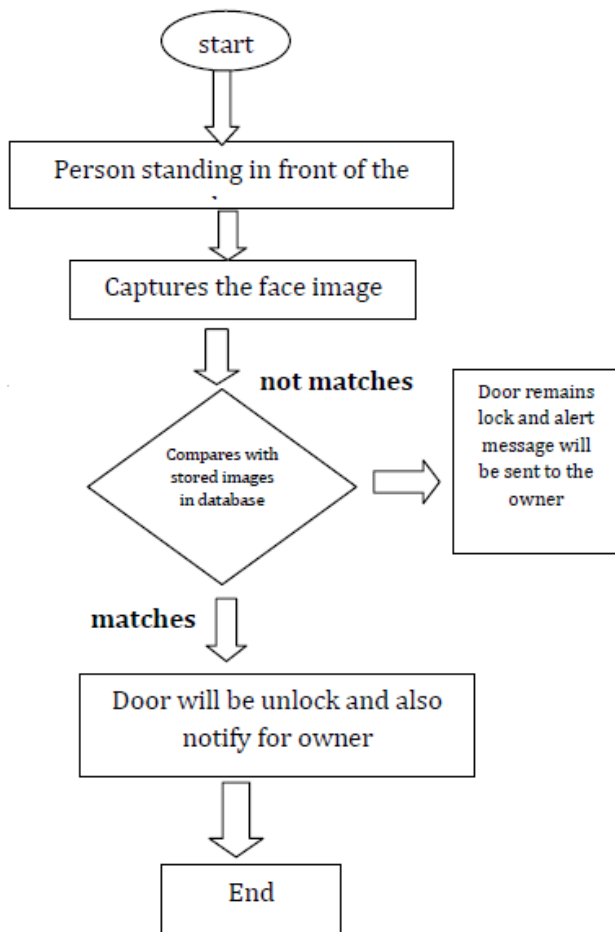 start
Person standing in front of the
Captures the face image
not matches
Compares with
stored images
in database
Door remains
lock and alert
message will
be sent to the
owner
matches
Door will be unlock and also
notify for owner
End